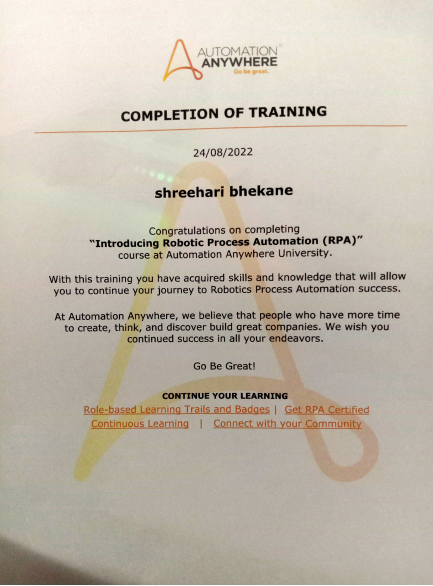 AUTOMATION
ANYWHERE
Go be great.
COMPLETION OF TRAINING
24/08/2022
shreehari bhekane
Congratulations on completing
“Introducing Robotic Process Automation (RPA)”
course at Automation Anywhere University.
With this training you have acquired skills and knowledge that will allow
you to continue your journey to Robotics Process Automation success.
At Automation Anywhere, we believe that people who have more time
to create, think, and discover build great companies. We wish you
continued success in all your endeavors.
Go Be Great!
CONTINUE YOUR LEARNING
Role-based Learning Trails and Badges | Get RPA Certified
Continuous Learning | Connect with your Community